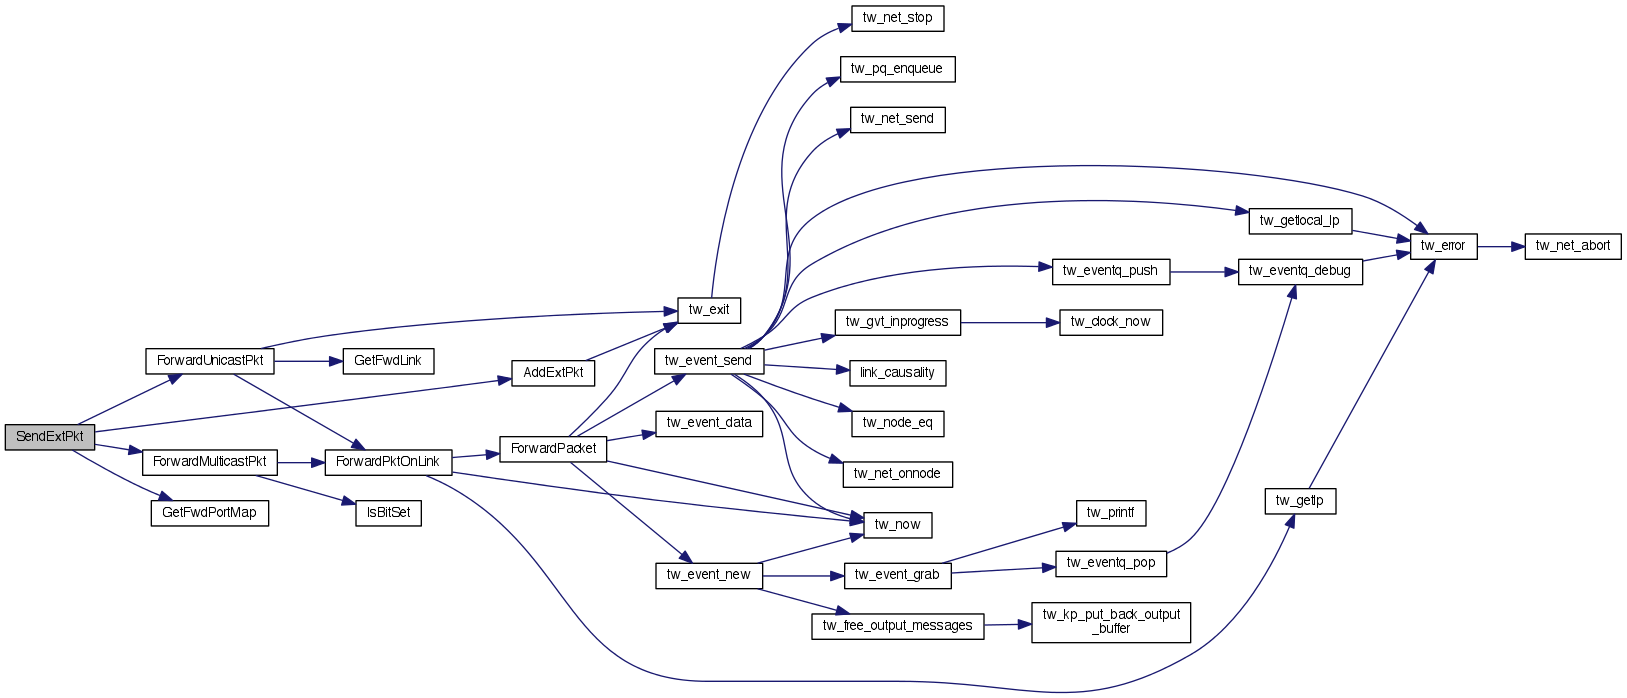 tw_net_stop
tw_pq_enqueue
tw_net_send
tw_getlocal_lp
tw_error
tw_net_abort
tw_eventq_push
tw_eventq_debug
tw_exit
tw_gvt_inprogress
tw_clock_now
ForwardUnicastPkt
GetFwdLink
AddExtPkt
tw_event_send
link_causality
SendExtPkt
tw_event_data
tw_node_eq
ForwardPacket
ForwardMulticastPkt
ForwardPktOnLink
tw_net_onnode
tw_getlp
GetFwdPortMap
IsBitSet
tw_now
tw_printf
tw_event_new
tw_event_grab
tw_eventq_pop
tw_free_output_messages
tw_kp_put_back_output
_buffer